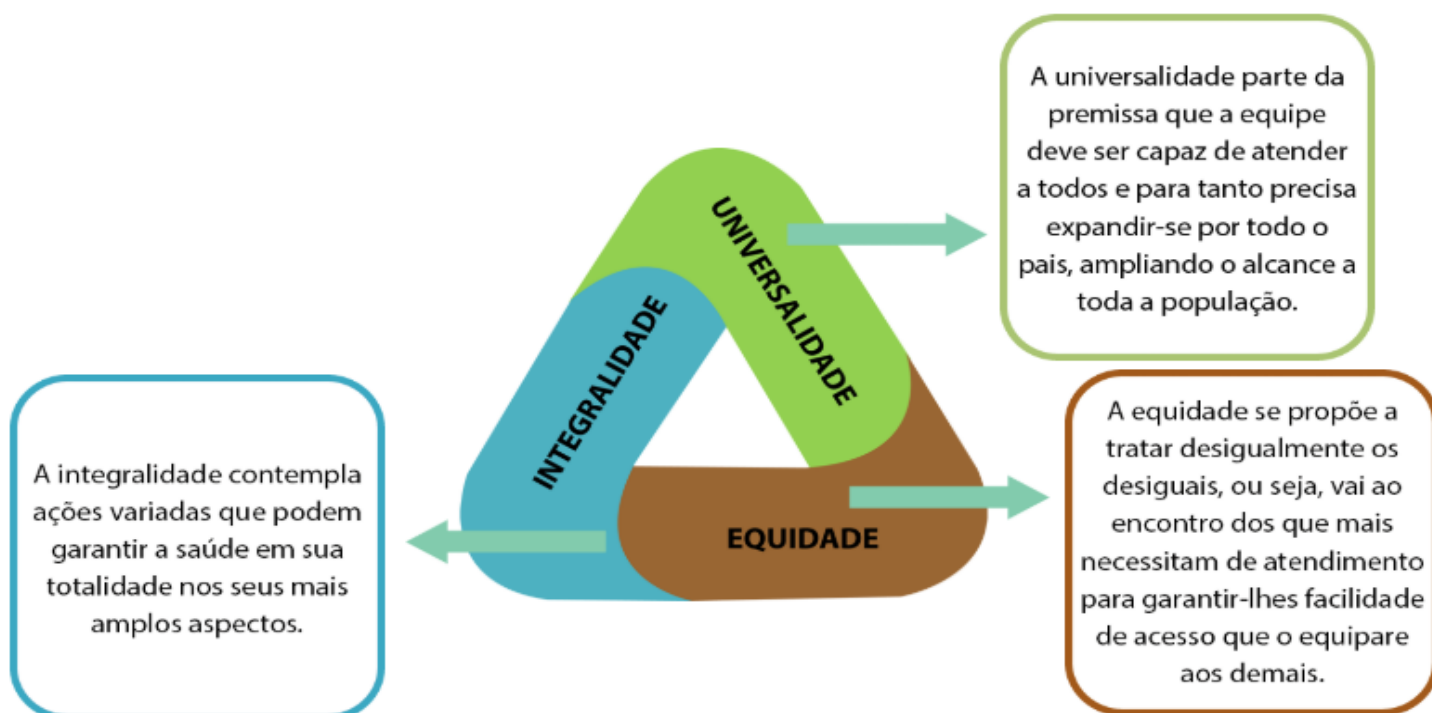 A universalidade parte da
premissa que a equipe
deve ser capaz de atender
a todos e para tanto precisa
expandir-se por todo o
pais, ampliando o alcance a
toda a população.
UNIVERSALIDADE
INTEGRALIDADE
EQUIDADE
A integralidade contempla
ações variadas que podem
garantir a saúde em sua
totalidade nos seus mais
amplos aspectos.
A equidade se propõe a
tratar desigualmente os
desiguais, ou seja, vai ao
encontro dos que mais
necessitam de atendimento
para garantir-lhes facilidade
de acesso que o equipare
aos demais.